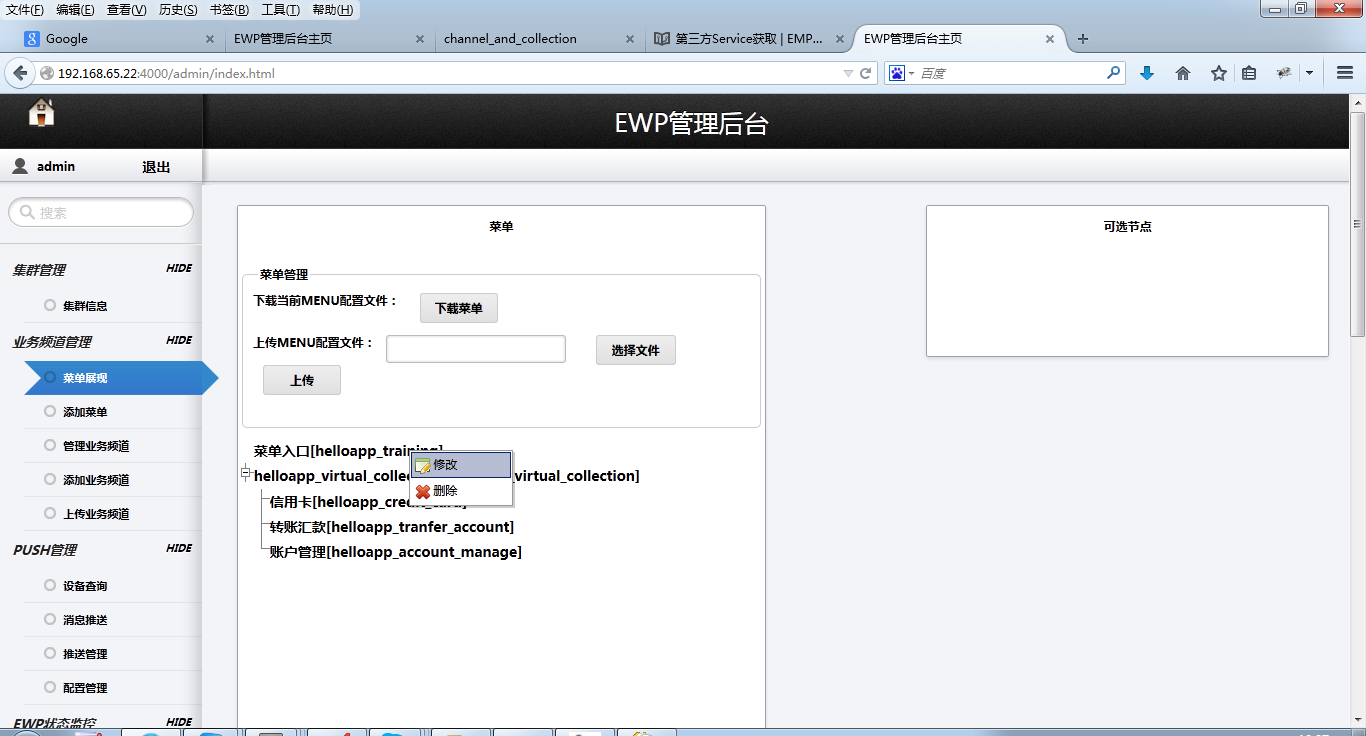 文件(F) 编辑(E) 查看(V) 历史(S) 书签(B) 工具(T) 帮助(H)
Google EWP管理后台主页 channel_and_collection 第三方Service获取 | EMP... EWP管理后台主页
192.168.65.22:4000/admin/index.html 百度
EWP管理后台
admin 退出
搜索
集群管理 HIDE
集群信息
业务频道管理 HIDE
菜单展现
添加菜单
管理业务频道
添加业务频道
上传业务频道
PUSH管理 HIDE
设备查询
消息推送
推送管理
配置管理
EWP状态监控 HIDE
菜单
菜单管理
下载当前MENU配置文件： 下载菜单
上传MENU配置文件： 选择文件
上传
菜单入口[helloapp_training]
helloapp_virtual_colle virtual_collection]
信用卡[helloapp_credit_card]
转账汇款[helloapp_tranfer_account]
账户管理[helloapp_account_manage]
修改
删除
可选节点